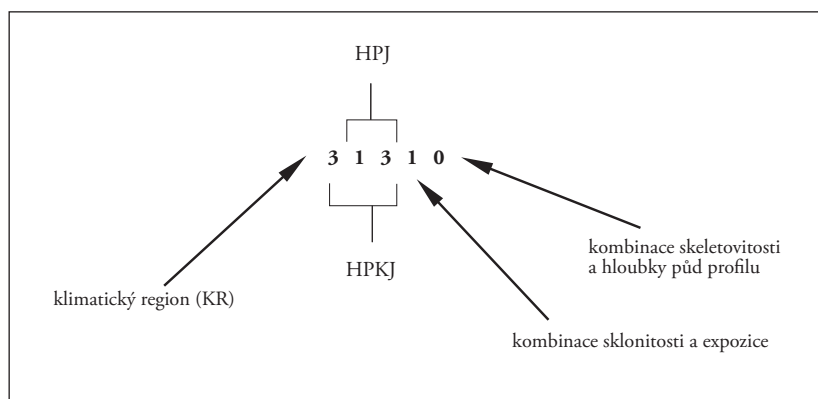 HPJ
3 1 3 1 0
HPKJ
klimatický region (KR)
kombinace skeletovitosti
a hloubky půd profilu
kombinace sklonitosti a expozice